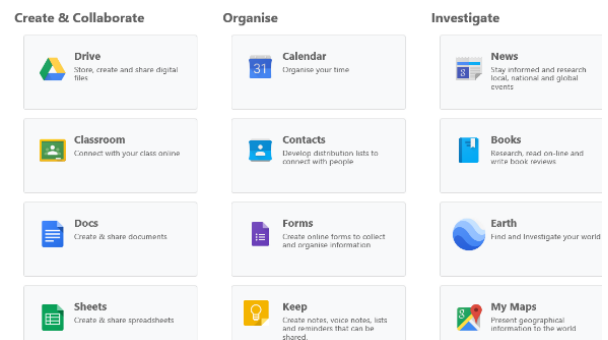 Create & Collaborate
Drive
Store, create and share digital
files
Classroom
Connect with your class online
Docs
Create & share documents
Sheets
Create & share spreadsheets
Organise
Calendar
31
Organise your time
Contacts
Develop distribution lists to
connect with people
Forms
Create online forms to collect
and organise information
Keep
Create notes, voice notes, lists
and reminders that can be
shared.
Investigate
News
Stay informed and research
local, national and global
events
Books
Research, read on-line and
write book reviews
Earth
Find and Investigate your world
My Maps
Present geographical
information to the world